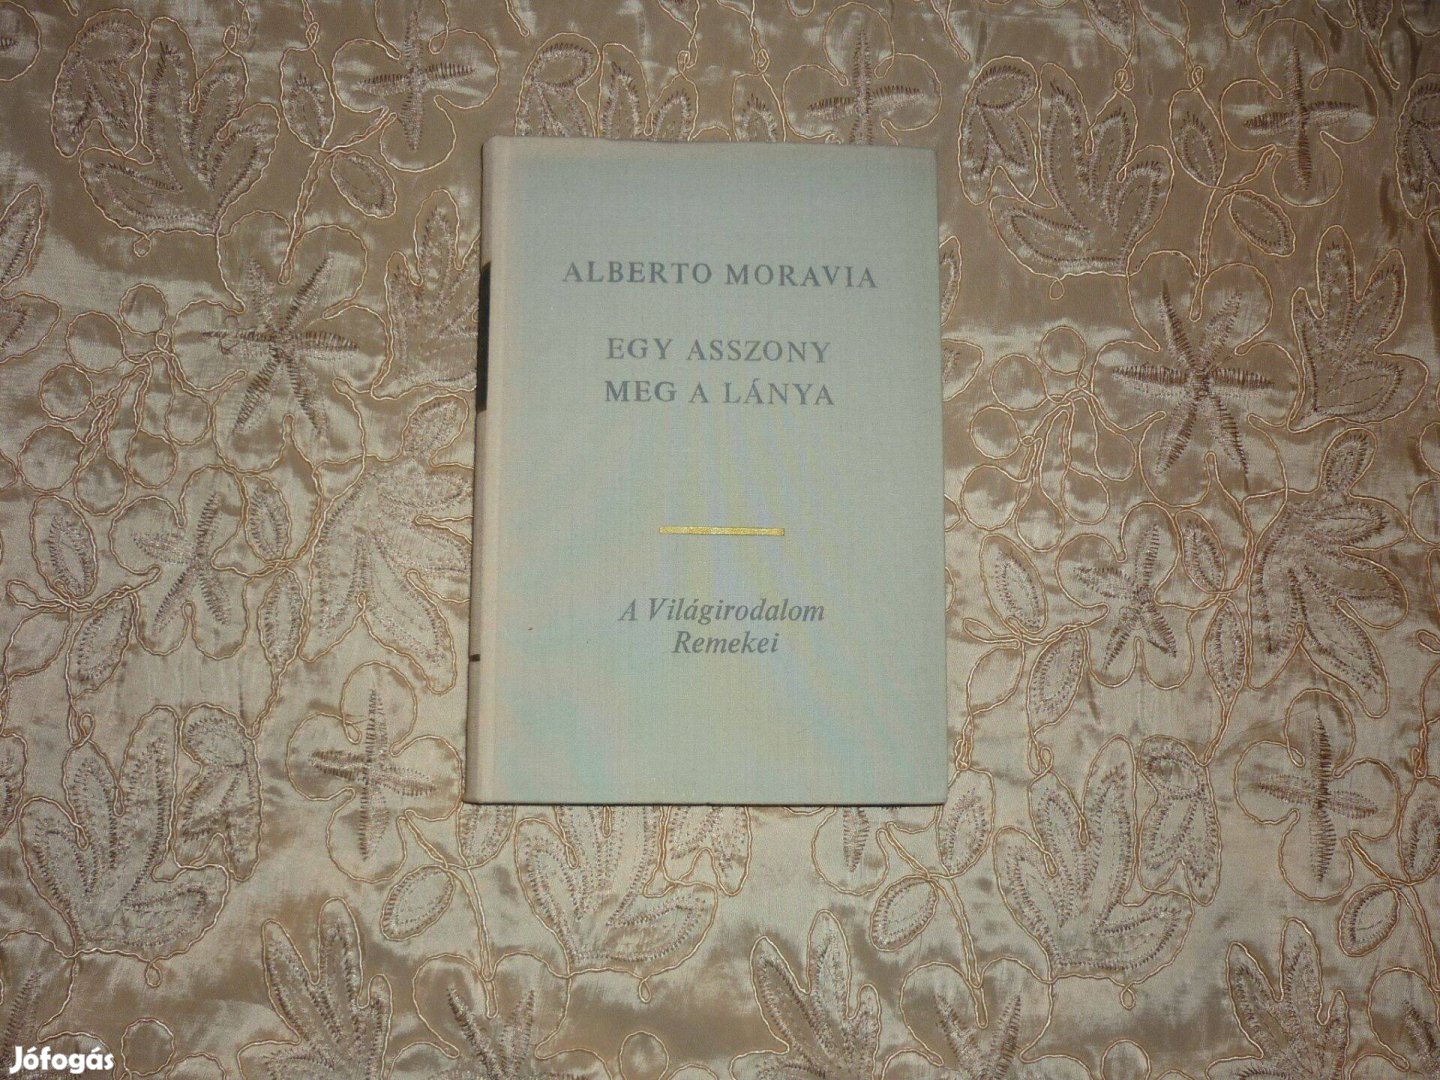 ALBERTO MORAVIA
EGY ASSZONY
MEG A LÁNYA
A Világirodalom
Remekei
Jófogás